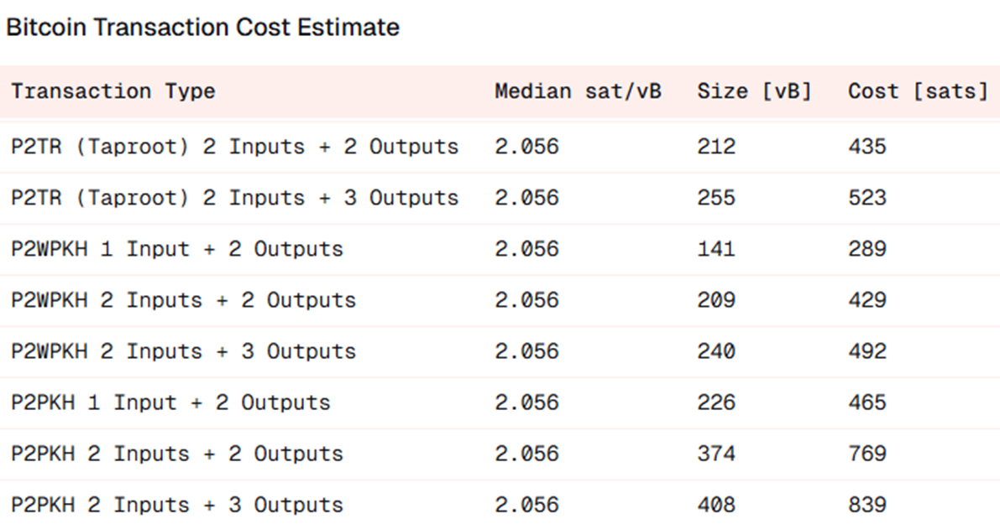 Bitcoin Transaction Cost Estimate
Transaction Type Median sat/vB Size [vB] Cost [sats]
P2TR (Taproot) 2 Inputs + 2 Outputs 2.056 212 435
P2TR (Taproot) 2 Inputs + 3 Outputs 2.056 255 523
P2WPKH 1 Input + 2 Outputs 2.056 141 289
P2WPKH 2 Inputs + 2 Outputs 2.056 209 429
P2WPKH 2 Inputs + 3 Outputs 2.056 240 492
P2PKH 1 Input + 2 Outputs 2.056 226 465
P2PKH 2 Inputs + 2 Outputs 2.056 374 769
P2PKH 2 Inputs + 3 Outputs 2.056 408 839